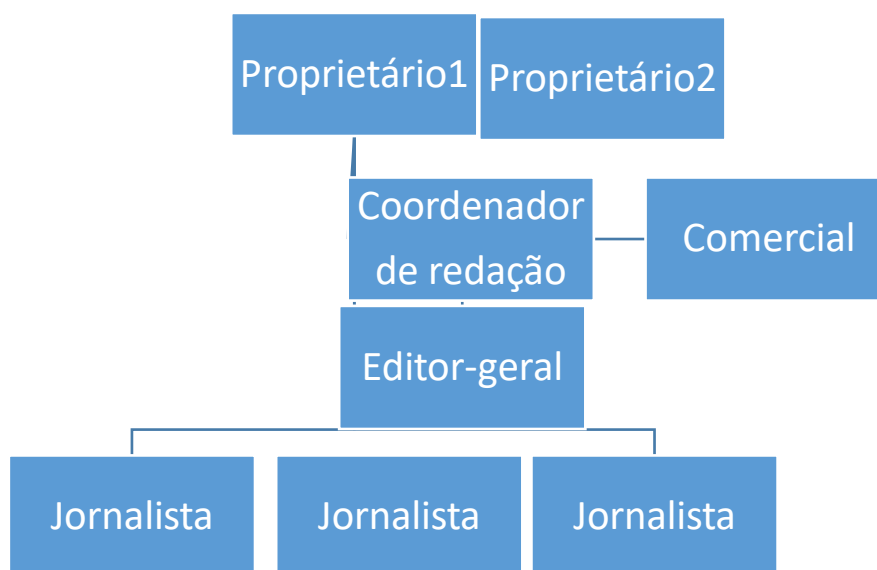 Proprietário1
Proprietário2
Coordenador
de redação
Comercial
Editor-geral
Jornalista
Jornalista
Jornalista